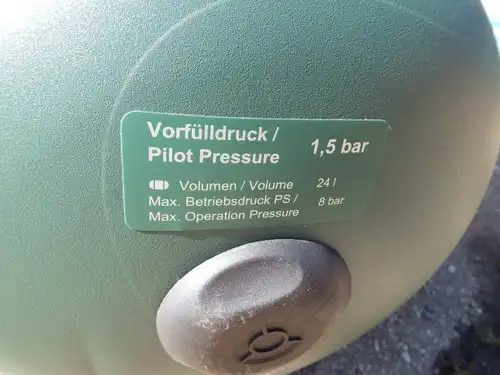 Vorfülldruck /
Pilot Pressure 1,5 bar
Volumen / Volume 24 l
Max. Betriebsdruck PS / 8 bar
Max. Operation Pressure